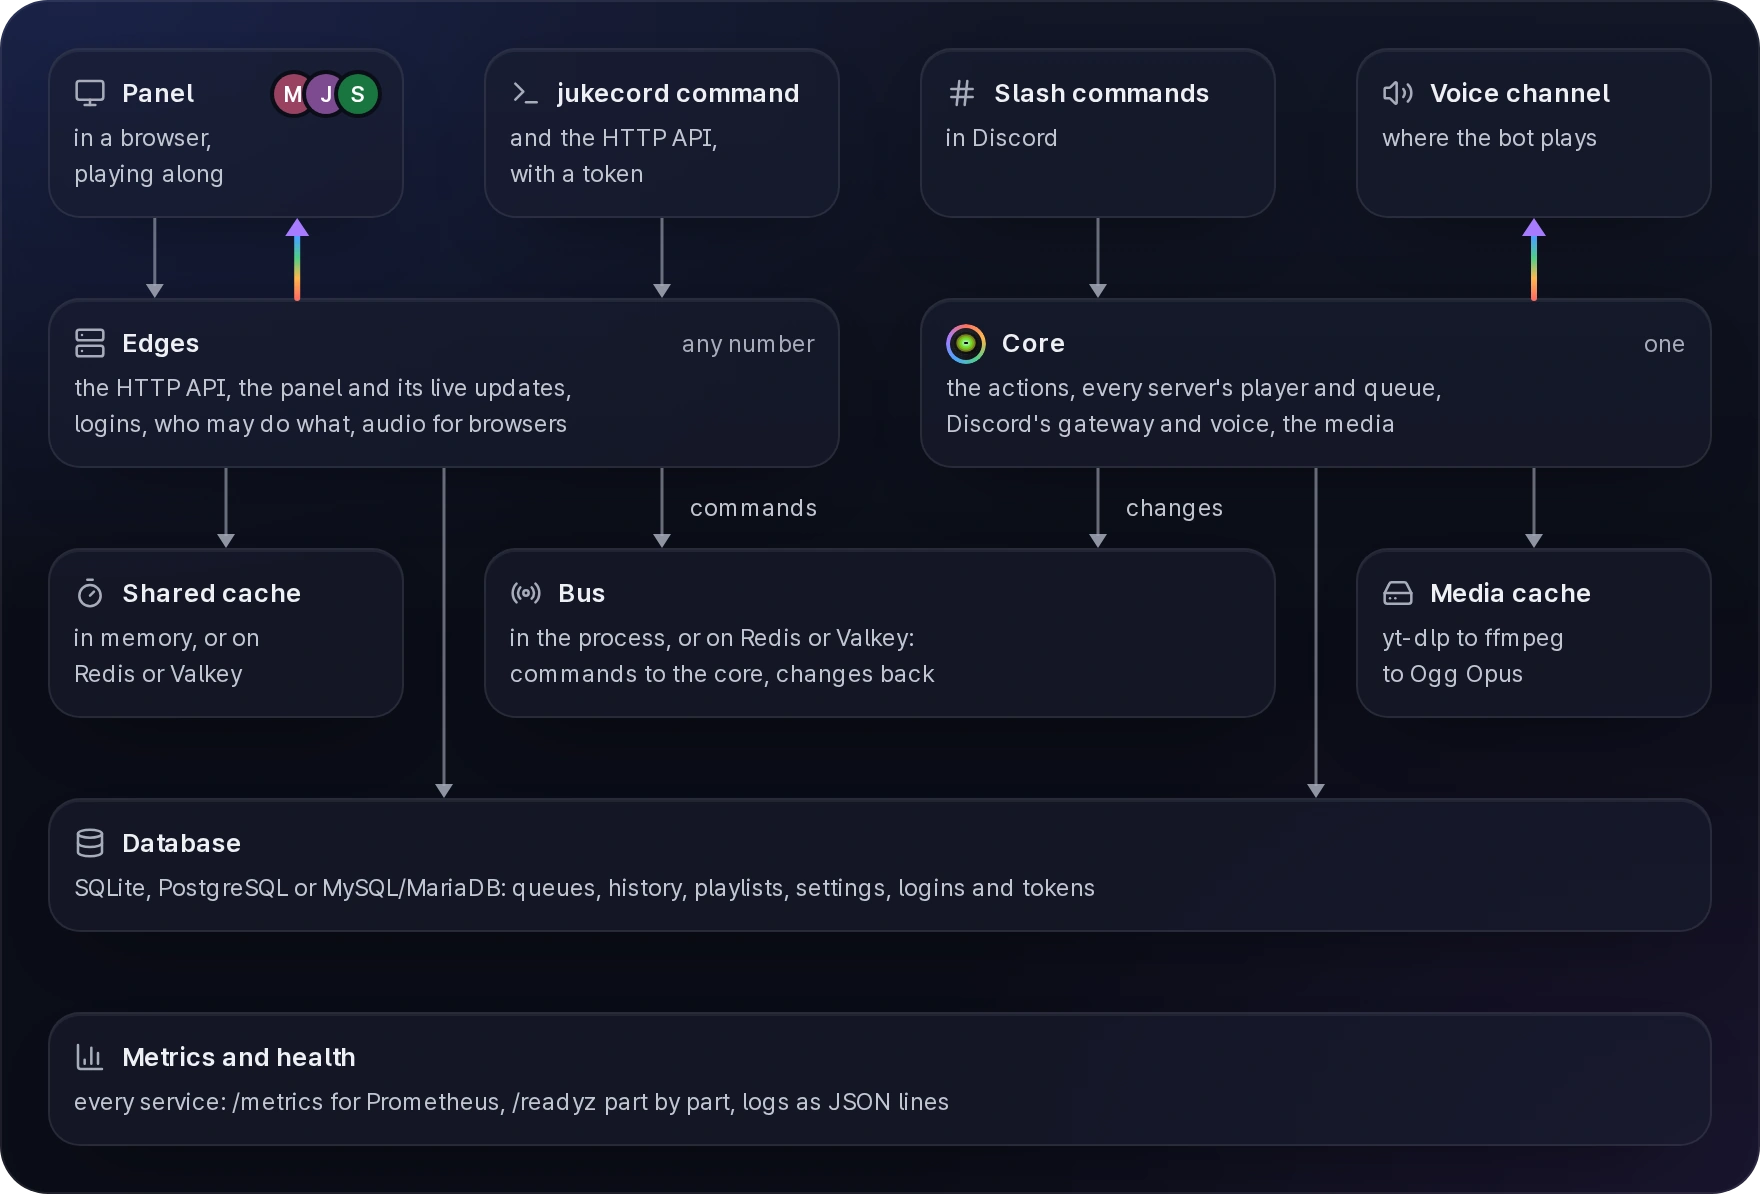 Panel
M J S
in a browser,
playing along
jukecord command
and the HTTP API,
with a token
Slash commands
in Discord
Voice channel
where the bot plays
Edges
any number
the HTTP API, the panel and its live updates,
logins, who may do what, audio for browsers
Core
one
the actions, every server's player and queue,
Discord's gateway and voice, the media
commands
changes
Shared cache
in memory, or on
Redis or Valkey
Bus
in the process, or on Redis or Valkey:
commands to the core, changes back
Media cache
yt-dlp to ffmpeg
to Ogg Opus
Database
SQLite, PostgreSQL or MySQL/MariaDB: queues, history, playlists, settings, logins and tokens
Metrics and health
every service: /metrics for Prometheus, /readyz part by part, logs as JSON lines